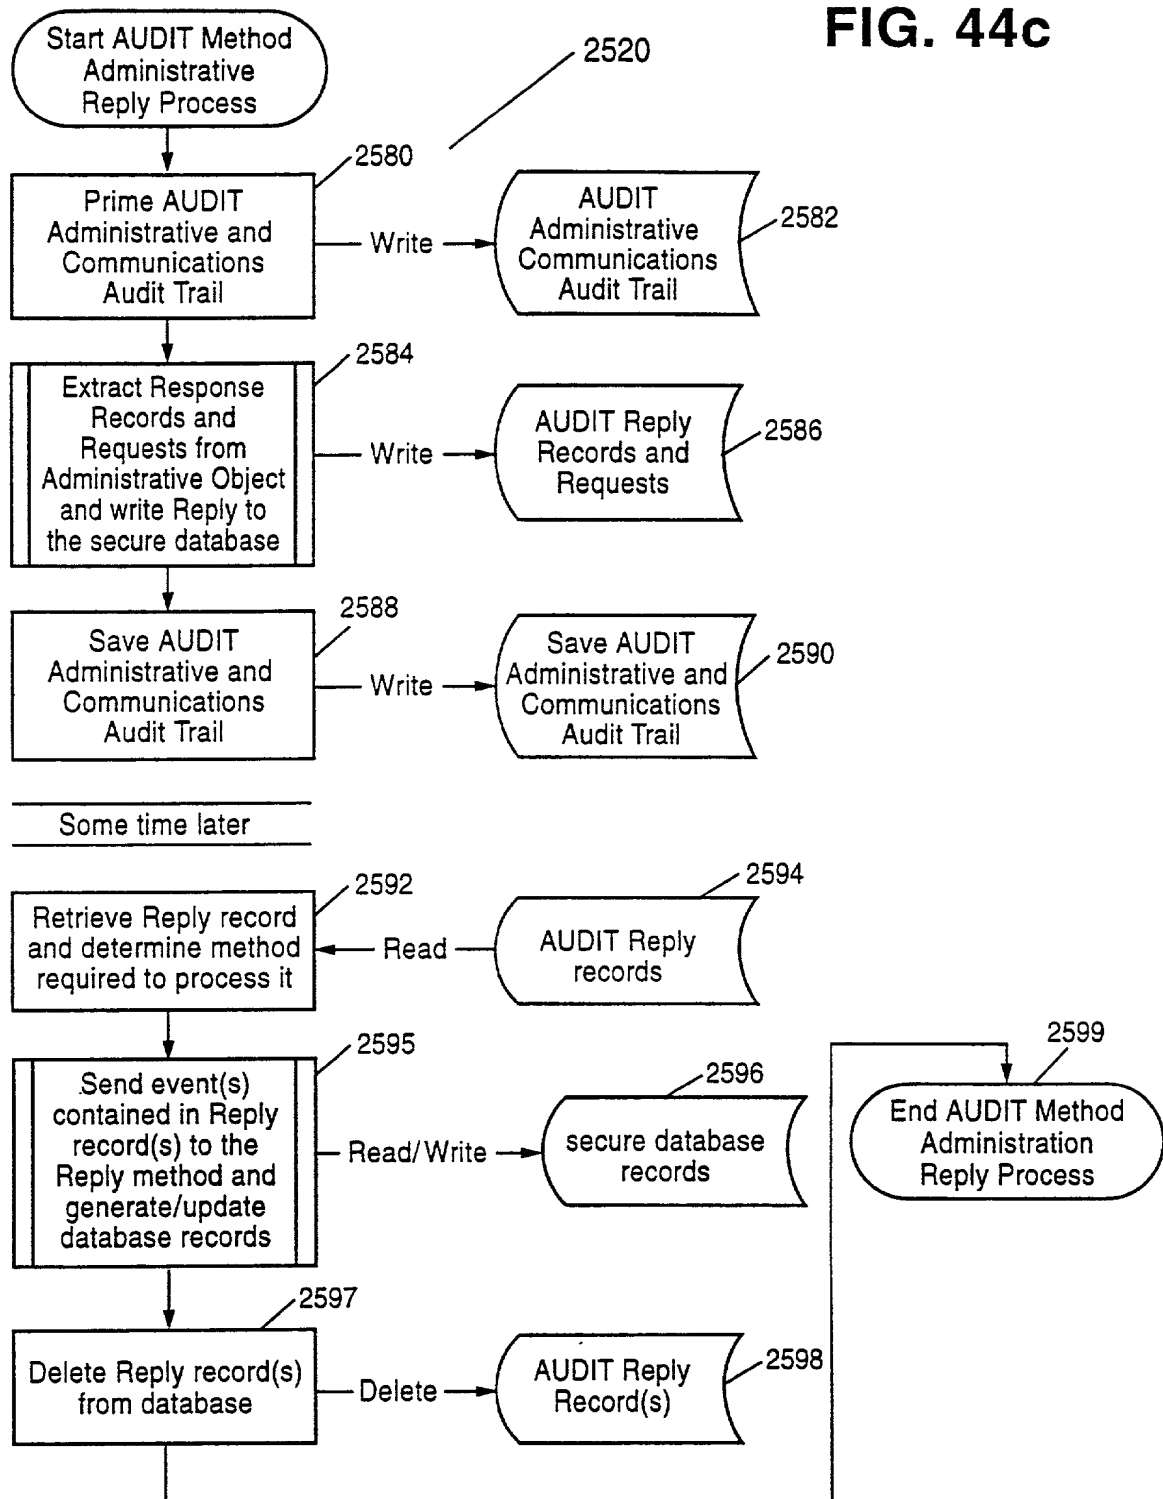 FIG. 44c
Start AUDIT Method
Administrative
Reply Process
2520
2580
Prime AUDIT
Administrative and
Communications
Audit Trail
Write
AUDIT
Administrative
Communications
Audit Trail
2582
2584
Extract Response
Records and
Requests from
Administrative Object
and write Reply to
the secure database
Write
AUDIT Reply
Records and
Requests
2586
2588
Save AUDIT
Administrative and
Communications
Audit Trail
Write
Save AUDIT
Administrative and
Communications
Audit Trail
2590
Some time later
2592
Retrieve Reply record
and determine method
required to process it
Read
2594
AUDIT Reply
records
2595
Send event(s)
contained in Reply
record(s) to the
Reply method and
generate/update
database records
Read/Write
2596
secure database
records
2599
End AUDIT Method
Administration
Reply Process
2597
Delete Reply record(s)
from database
Delete
AUDIT Reply
Record(s)
2598